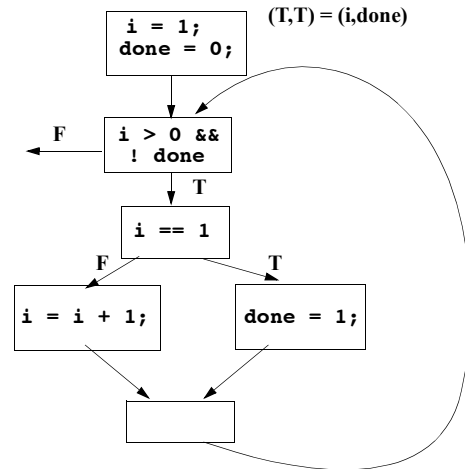 (T,T) = (i,done)
i = 1;
done = 0;
F
i > 0 &&
! done
T
i == 1
F
T
i = i + 1;
done = 1;